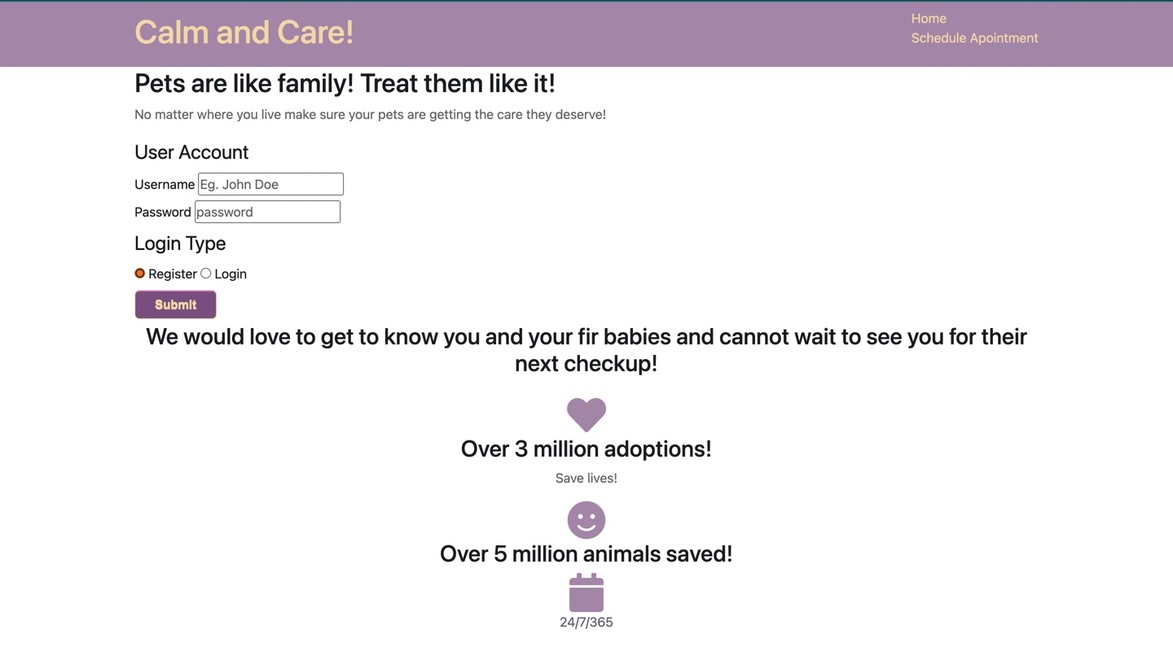 Calm and Care!
Home
Schedule Apointment
Pets are like family! Treat them like it!
No matter where you live make sure your pets are getting the care they deserve!
User Account
Username Eg. John Doe
Password password
Login Type
Register Login
Submit
We would love to get to know you and your fir babies and cannot wait to see you for their
next checkup!
Over 3 million adoptions!
Save lives!
Over 5 million animals saved!
24/7/365